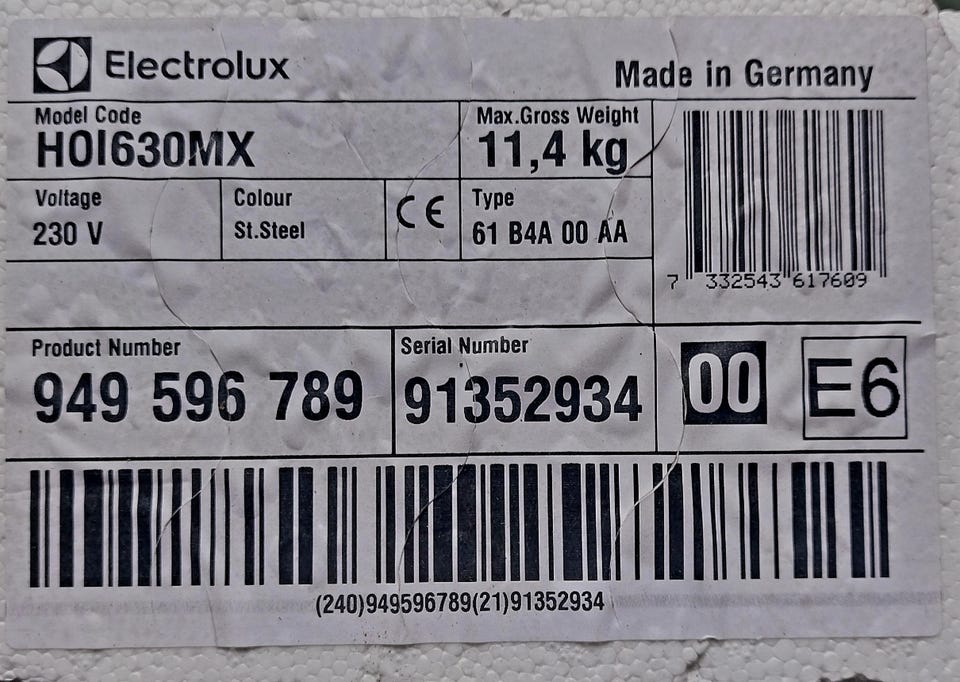 Electrolux
Made in Germany
Model Code
HOI630MX
Max.Gross Weight
11,4 kg
Voltage
230 V
Colour
St.Steel
CE
Type
61 B4A 00 AA
7 332543 617609
Product Number
949 596 789
Serial Number
91352934
00
E6
(240)949596789(21)91352934